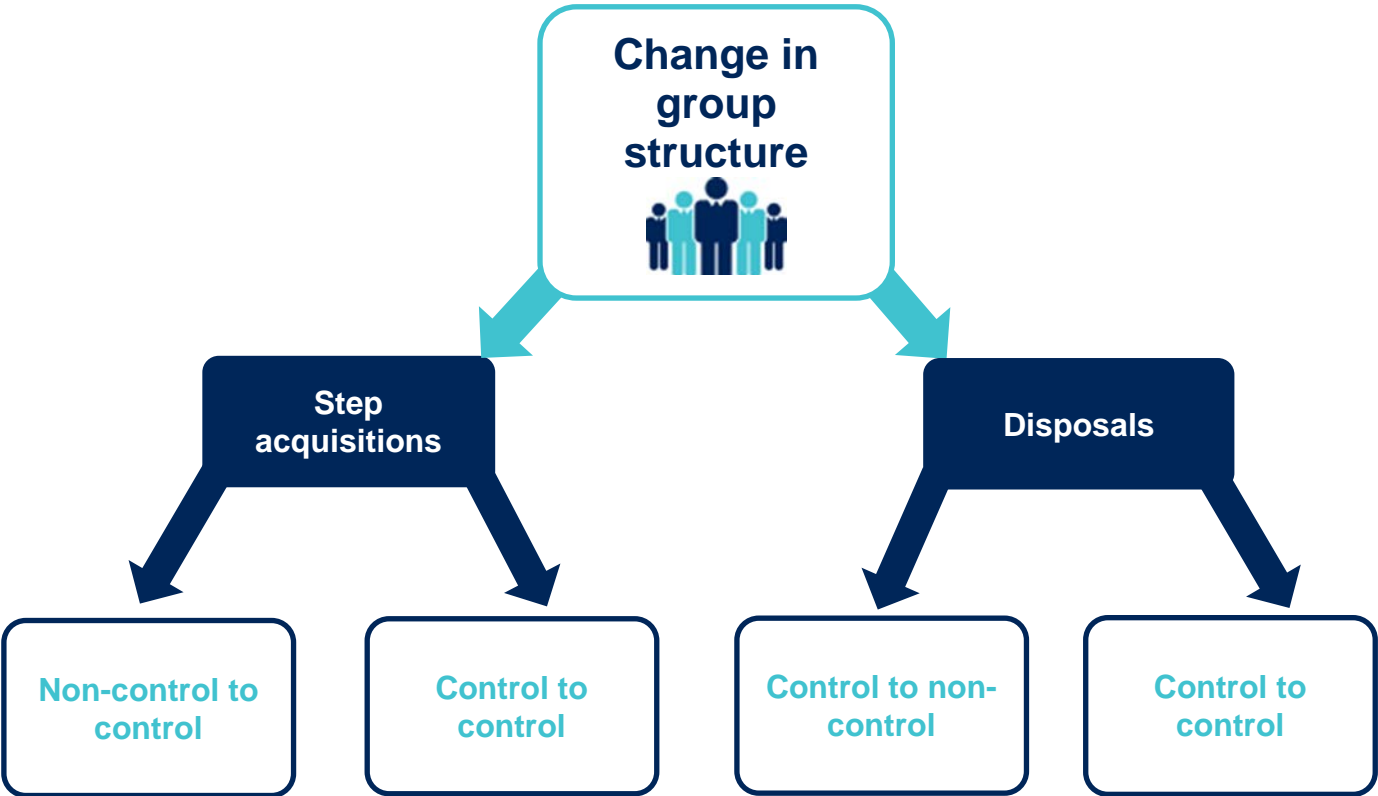 Change in
group
structure
Step
acquisitions
Disposals
Non-control to
control
Control to
control
Control to non-
control
Control to
control